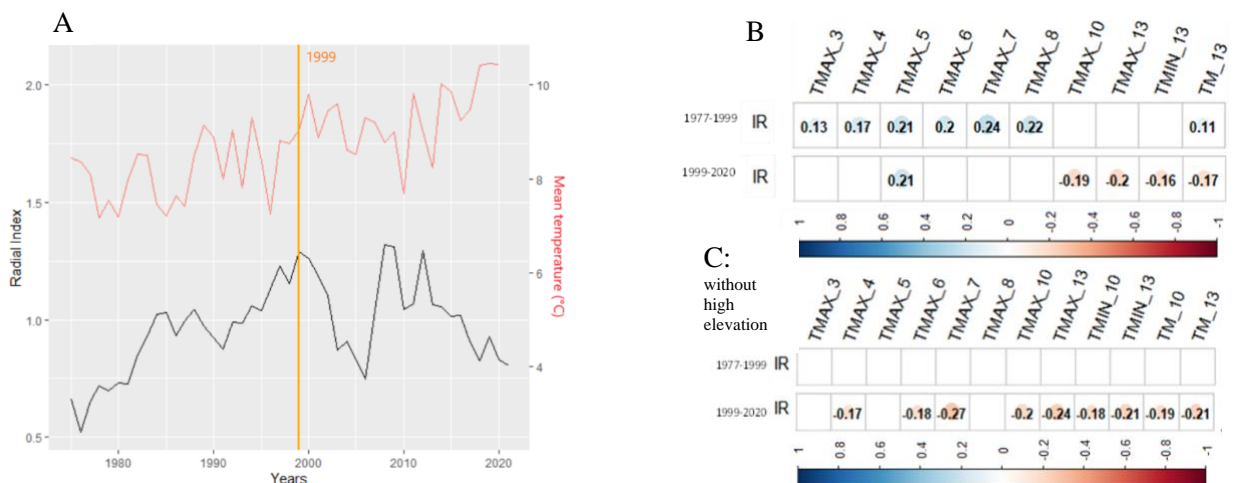 A
1999
2.0
1.5
1.0
0.5
Radial Index
10
8
6
4
Mean temperature (°C)
1980 1990 2000 2010 2020
Years
B
TMAX_3 TMAX_4 TMAX_5 TMAX_6 TMAX_7 TMAX_8 TMAX_10 TMAX_13 TMIN_13 TM_13
1977-1999 IR 0.13 0.17 0.21 0.2 0.24 0.22 0.11
1999-2020 IR 0.21 -0.19 -0.2 -0.16 -0.17
1 0.8 0.6 0.4 0.2 0 -0.2 -0.4 -0.6 -0.8 -1
C:
without
high
elevation
TMAX_3 TMAX_4 TMAX_5 TMAX_6 TMAX_7 TMAX_8 TMAX_10 TMAX_13 TMIN_10 TMIN_13 TM_10 TM_13
1977-1999 IR
1999-2020 IR -0.17 -0.18 -0.27 -0.2 -0.24 -0.18 -0.21 -0.19 -0.21
1 0.8 0.6 0.4 0.2 0 -0.2 -0.4 -0.6 -0.8 -1